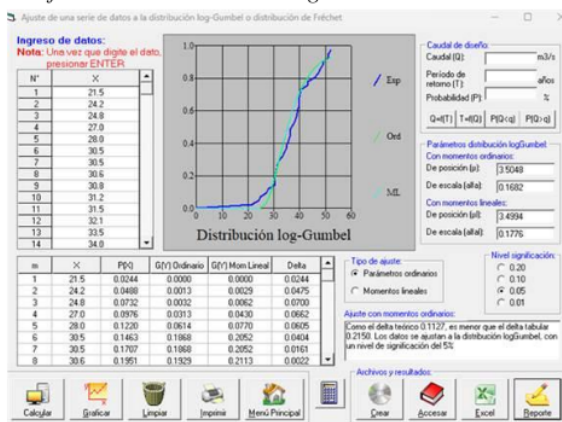 Ajuste de una serie de datos a la distribución log-Gumbel o distribución de Fréchet
Ingreso de datos:
Nota: Una vez que digite el dato, presionar ENTER
N° X
1 21.5
2 24.2
3 24.8
4 27.0
5 28.0
6 30.5
7 30.5
8 30.6
9 30.8
10 31.2
11 31.5
12 32.1
13 33.5
14 34.0
1.0
0.8
0.6
0.4
0.2
0.0
0 10 20 30 40 50 60
Exp
Ord
ML
Distribución log-Gumbel
Caudal de diseño:
Caudal (Q): m3/s
Período de retorno (T): años
Probabilidad (P): %
Q=f(T) T=f(Q) P(Q<q) P(Q>q)
Parámetros distribución logGumbel:
Con momentos ordinarios:
De posición (µ): 3.5048
De escala (alfa): 0.1682
Con momentos lineales:
De posición (µl): 3.4994
De escala (alfal): 0.1776
m X P(X) G(Y) Ordinario G(Y) Mom Lineal Delta
1 21.5 0.0244 0.0000 0.0000 0.0244
2 24.2 0.0488 0.0013 0.0029 0.0475
3 24.8 0.0732 0.0032 0.0062 0.0700
4 27.0 0.0976 0.0313 0.0430 0.0662
5 28.0 0.1220 0.0614 0.0770 0.0605
6 30.5 0.1463 0.1868 0.2052 0.0404
7 30.5 0.1707 0.1868 0.2052 0.0161
8 30.6 0.1951 0.1929 0.2113 0.0022
Tipo de ajuste:
Parámetros ordinarios
Momentos lineales
Nivel significación:
0.20
0.10
0.05
0.01
Ajuste con momentos ordinarios:
Como el delta teórico 0.1127, es menor que el delta tabular
0.2150. Los datos se ajustan a la distribución logGumbel, con
un nivel de significación del 5%
Archivos y resultados:
Calcular Graficar Limpiar Imprimir Menú Principal Crear Accesar Excel Reporte